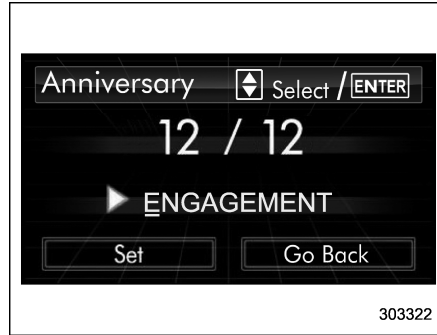 Anniversary Select / ENTER
12 / 12
ENGAGEMENT
Set Go Back
303322